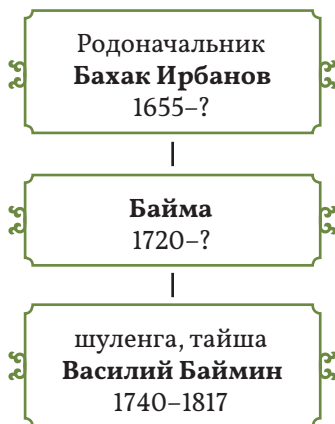 Родоначальник
Бахак Ирбанов
1655–?
Байма
1720–?
шуленга, тайша
Василий Баймин
1740–1817